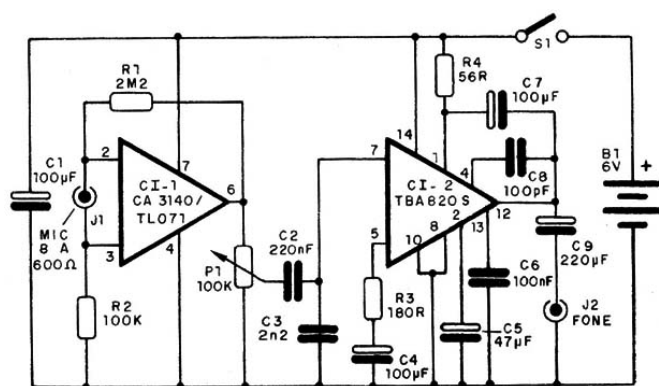 S1
R1
2M2
R4
56R
C7
100µF
C1
100µF
2
7
CI-1
CA 3140/
TL071
6
3
4
J1
MIC
8 A
600Ω
R2
100K
P1
100K
C2
220nF
C3
2n2
14
1
7
4
CI-2
TBA820S
12
5
10
8
2
13
C8
100pF
R3
180R
C4
100µF
C5
47µF
C6
100nF
C9
220µF
J2
FONE
B1
6V
+